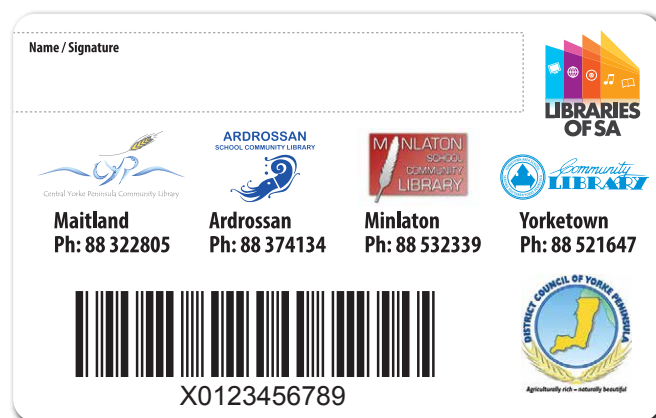 Name / Signature
LIBRARIES
OF SA
Central Yorke Peninsula Community Library
ARDROSSAN
SCHOOL COMMUNITY LIBRARY
MINLATON
SCHOOL
COMMUNITY
LIBRARY
Community
LIBRARY
Maitland
Ph: 88 322805
Ardrossan
Ph: 88 374134
Minlaton
Ph: 88 532339
Yorketown
Ph: 88 521647
X0123456789
DISTRICT COUNCIL OF YORKE PENINSULA
Agriculturally rich – naturally beautiful